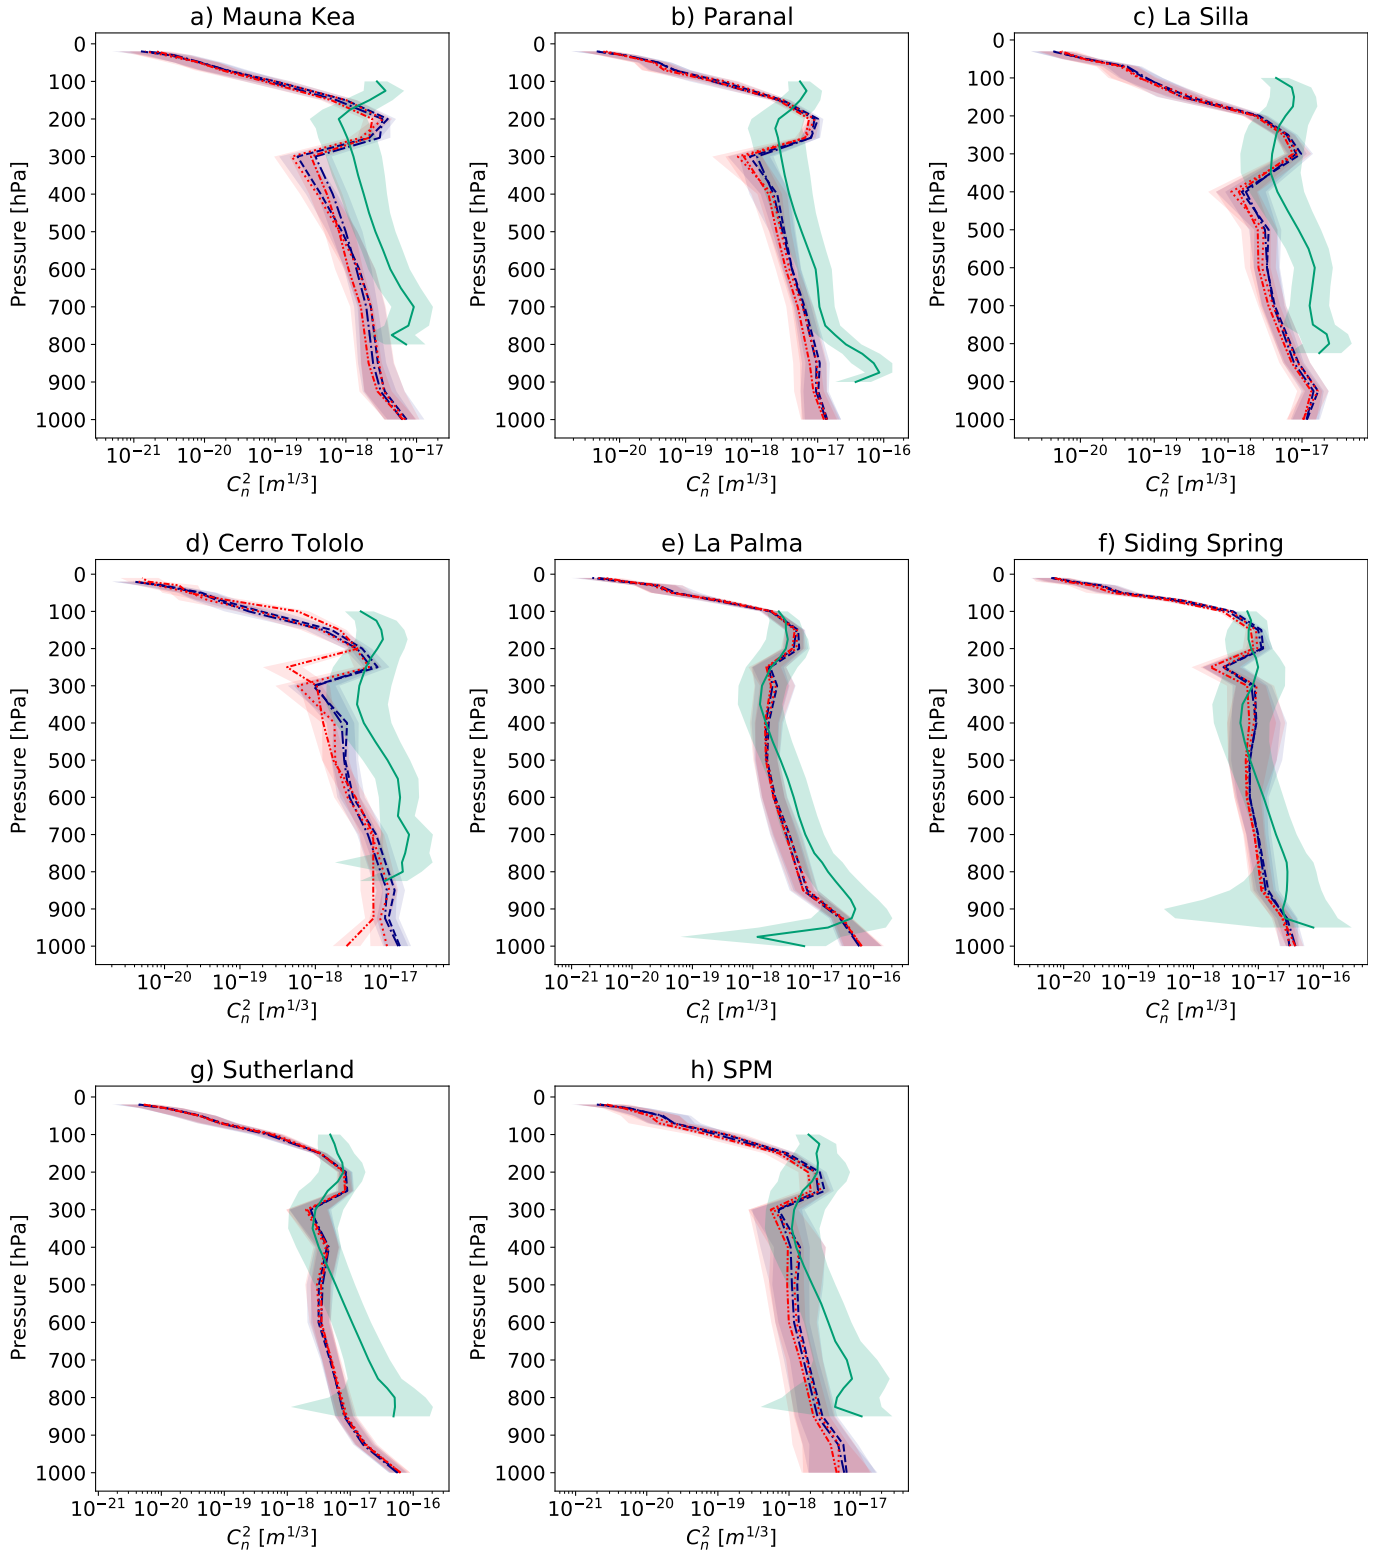 a) Mauna Kea
b) Paranal
c) La Silla
0
100
200
300
400
500
600
700
800
900
1000
Pressure [hPa]
10^−21 10^−20 10^−19 10^−18 10^−17
C_n^2 [m^1/3]
0
100
200
300
400
500
600
700
800
900
1000
Pressure [hPa]
10^−20 10^−19 10^−18 10^−17 10^−16
C_n^2 [m^1/3]
0
100
200
300
400
500
600
700
800
900
1000
Pressure [hPa]
10^−20 10^−19 10^−18 10^−17
C_n^2 [m^1/3]
d) Cerro Tololo
e) La Palma
f) Siding Spring
0
100
200
300
400
500
600
700
800
900
1000
Pressure [hPa]
10^−20 10^−19 10^−18 10^−17
C_n^2 [m^1/3]
0
100
200
300
400
500
600
700
800
900
1000
Pressure [hPa]
10^−21 10^−20 10^−19 10^−18 10^−17 10^−16
C_n^2 [m^1/3]
0
100
200
300
400
500
600
700
800
900
1000
Pressure [hPa]
10^−20 10^−19 10^−18 10^−17 10^−16
C_n^2 [m^1/3]
g) Sutherland
h) SPM
0
100
200
300
400
500
600
700
800
900
1000
Pressure [hPa]
10^−21 10^−20 10^−19 10^−18 10^−17 10^−16
C_n^2 [m^1/3]
0
100
200
300
400
500
600
700
800
900
1000
Pressure [hPa]
10^−21 10^−20 10^−19 10^−18 10^−17
C_n^2 [m^1/3]